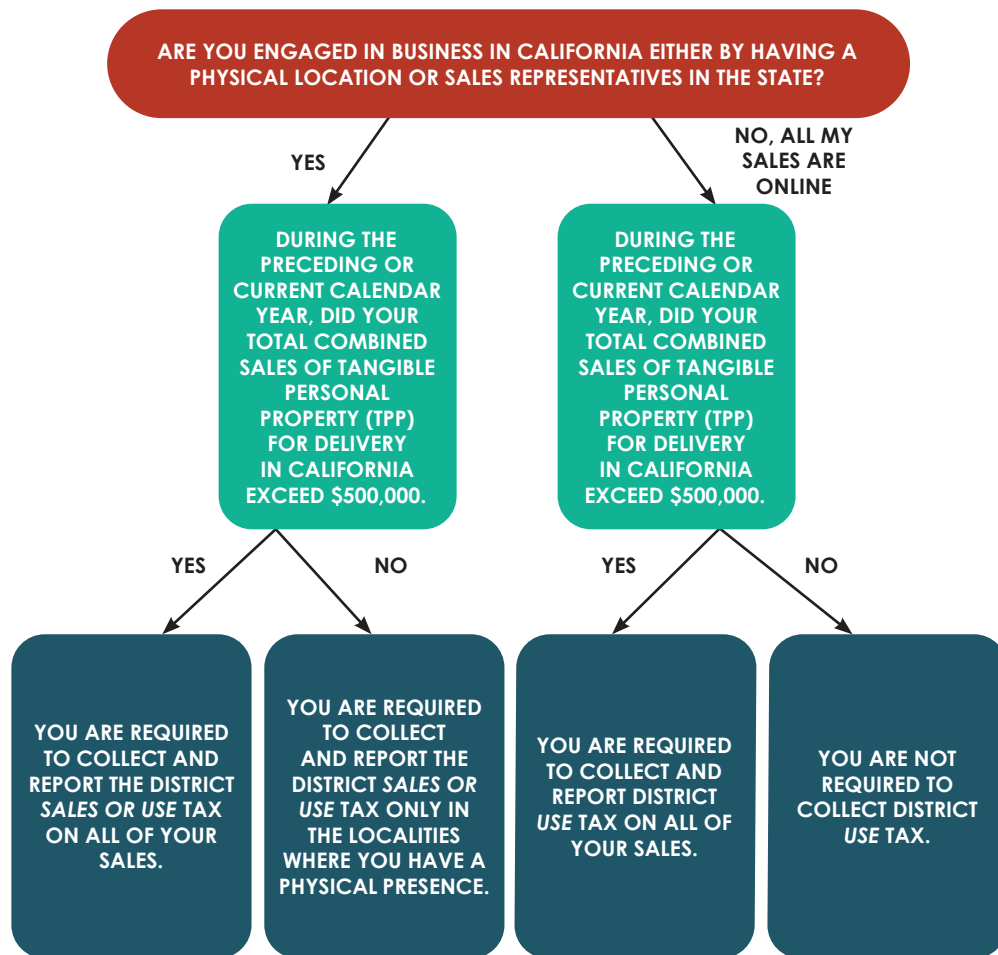 ARE YOU ENGAGED IN BUSINESS IN CALIFORNIA EITHER BY HAVING A
PHYSICAL LOCATION OR SALES REPRESENTATIVES IN THE STATE?
YES
NO, ALL MY
SALES ARE
ONLINE
DURING THE
PRECEDING OR
CURRENT CALENDAR
YEAR, DID YOUR
TOTAL COMBINED
SALES OF TANGIBLE
PERSONAL
PROPERTY (TPP)
FOR DELIVERY
IN CALIFORNIA
EXCEED $500,000.
DURING THE
PRECEDING OR
CURRENT CALENDAR
YEAR, DID YOUR
TOTAL COMBINED
SALES OF TANGIBLE
PERSONAL
PROPERTY (TPP)
FOR DELIVERY
IN CALIFORNIA
EXCEED $500,000.
YES
NO
YES
NO
YOU ARE REQUIRED
TO COLLECT AND
REPORT THE DISTRICT
SALES OR USE TAX
ON ALL OF YOUR
SALES.
YOU ARE REQUIRED
TO COLLECT
AND REPORT THE
DISTRICT SALES OR
USE TAX ONLY IN
THE LOCALITIES
WHERE YOU HAVE A
PHYSICAL PRESENCE.
YOU ARE REQUIRED
TO COLLECT AND
REPORT DISTRICT
USE TAX ON ALL OF
YOUR SALES.
YOU ARE NOT
REQUIRED TO
COLLECT DISTRICT
USE TAX.